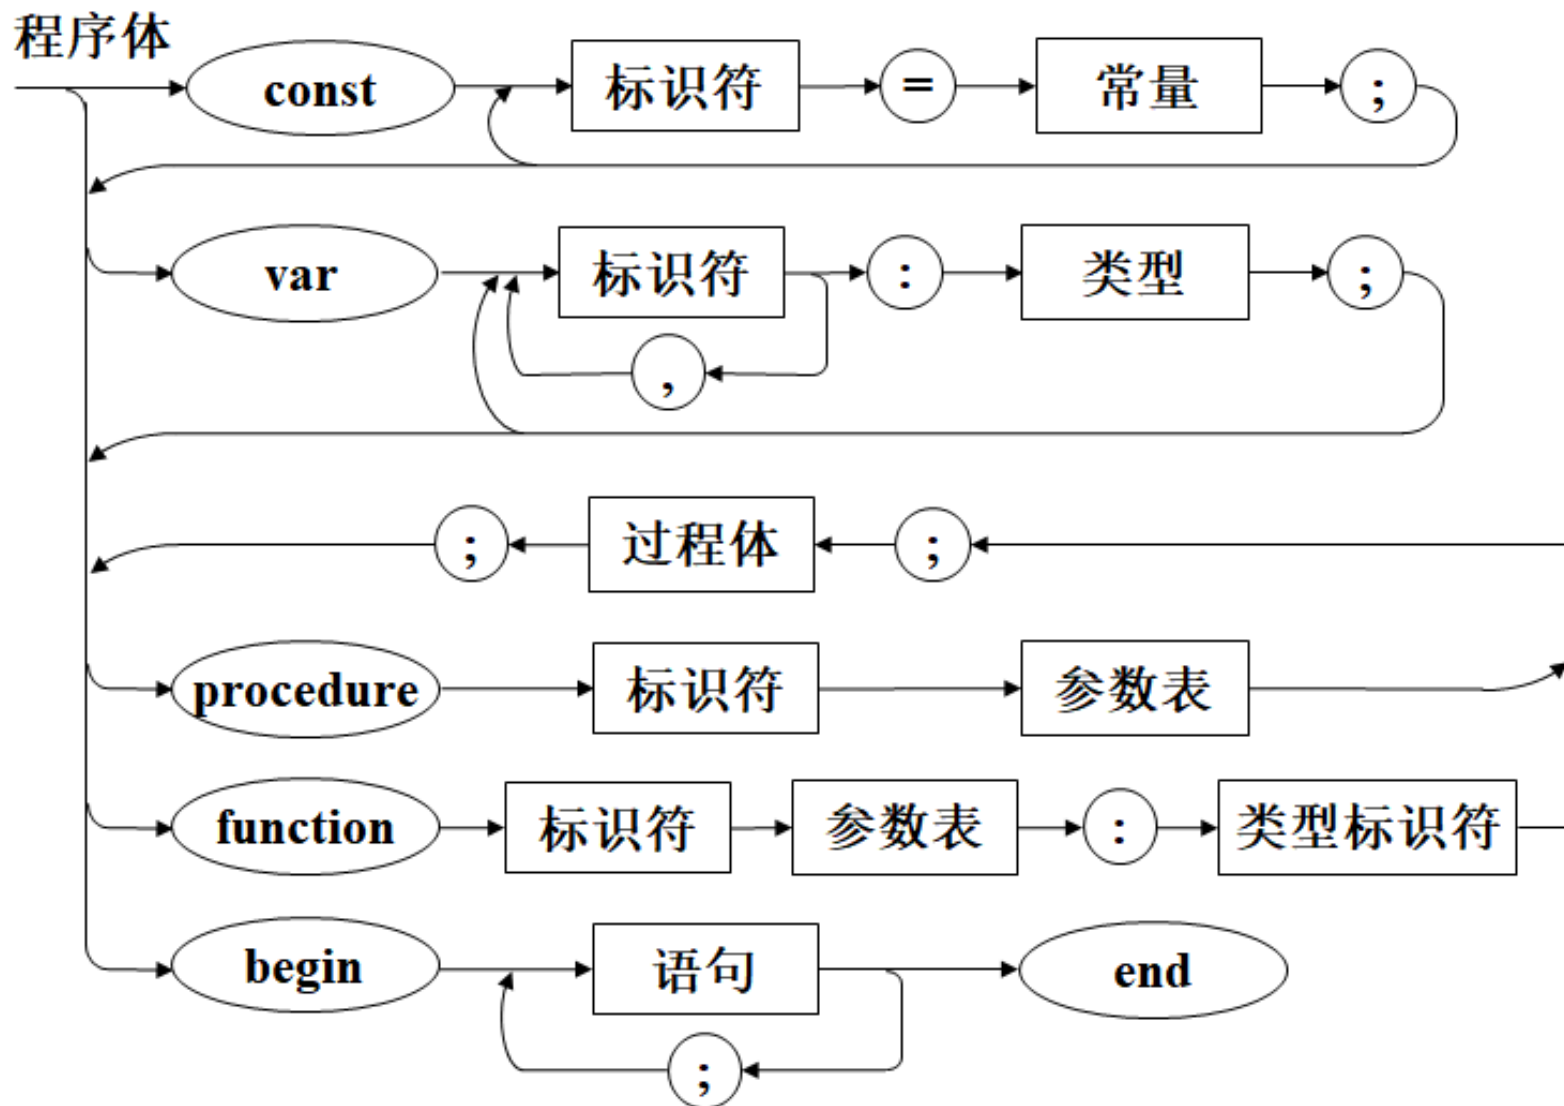 程序体
const 标识符 = 常量 ;
var 标识符 : 类型 ;
,
; 过程体 ;
procedure 标识符 参数表
function 标识符 参数表 : 类型标识符
begin 语句 end
;